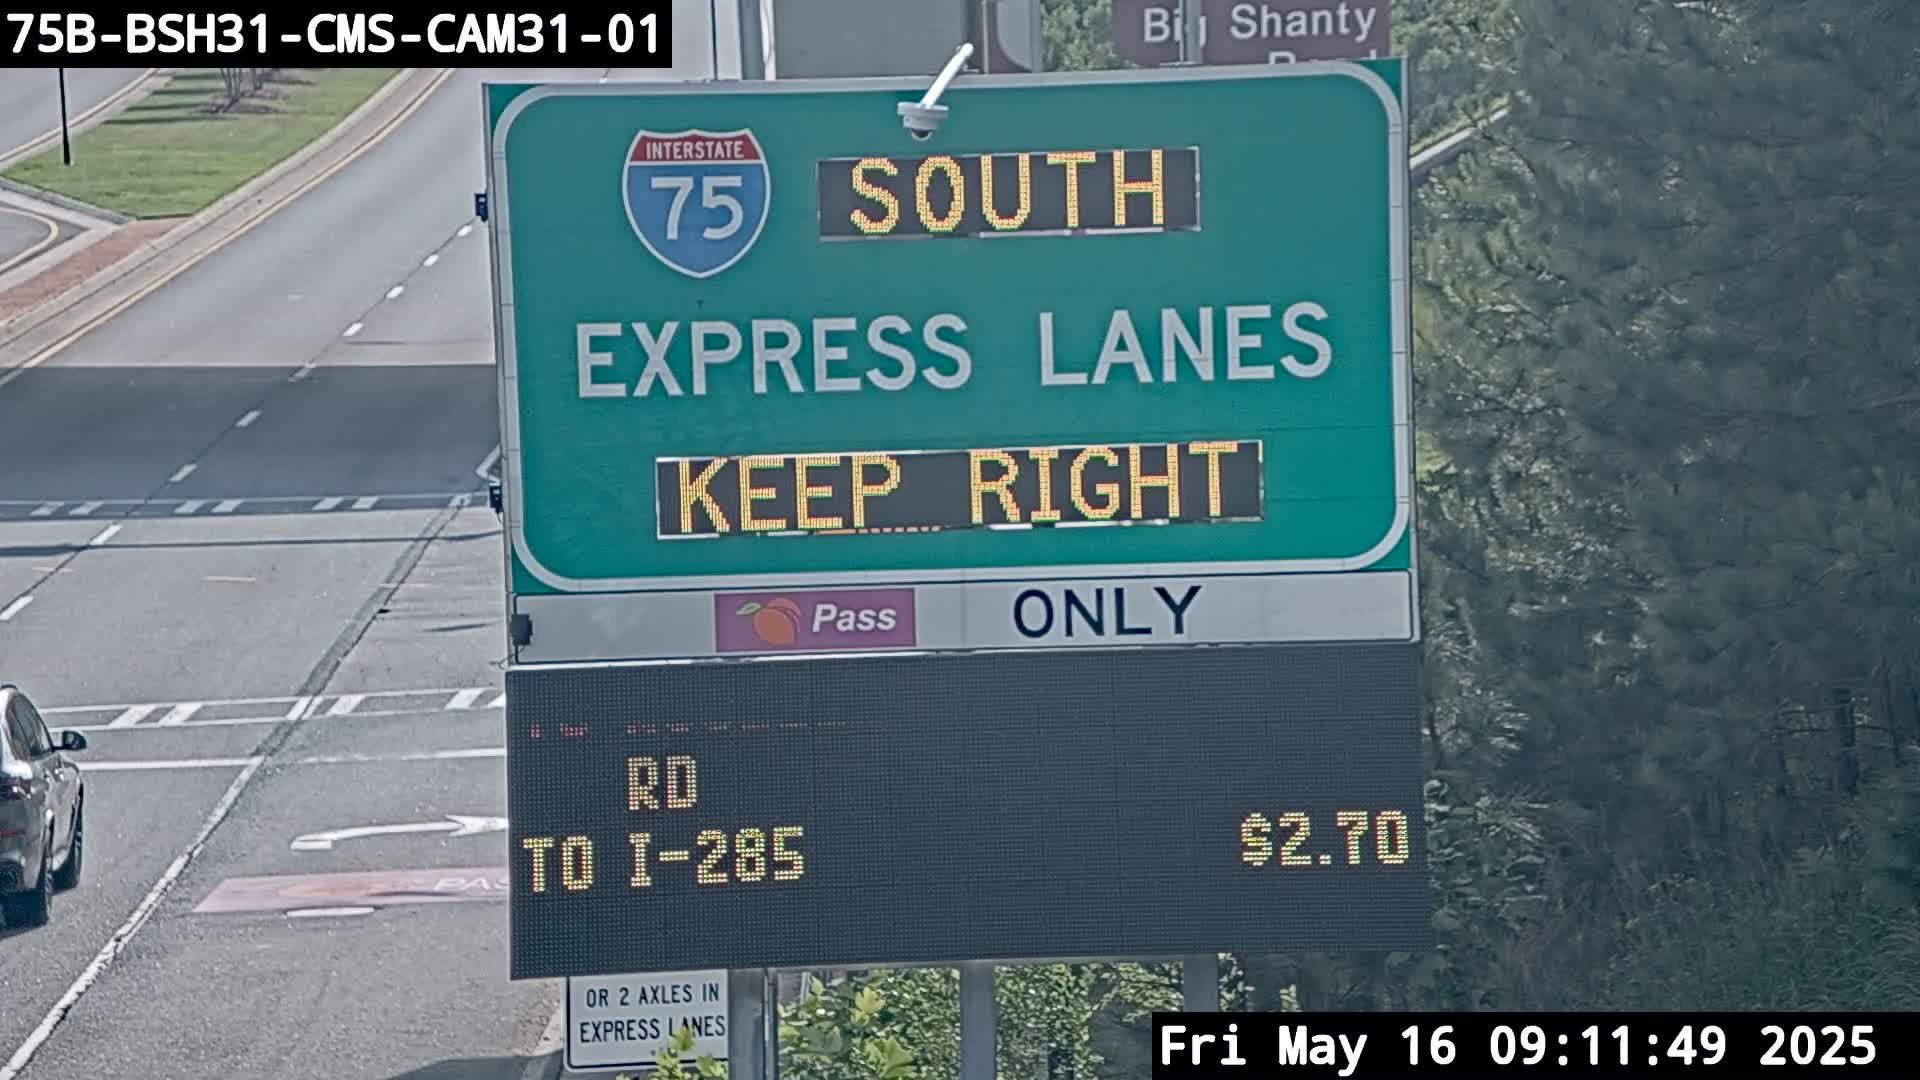 75B-BSH31-CMS-CAM31-01
Big Shanty
INTERSTATE
75
SOUTH
EXPRESS LANES
KEEP RIGHT
Pass ONLY
RD
TO I-285 $2.70
OR 2 AXLES IN
EXPRESS LANES
Fri May 16 09:11:49 2025